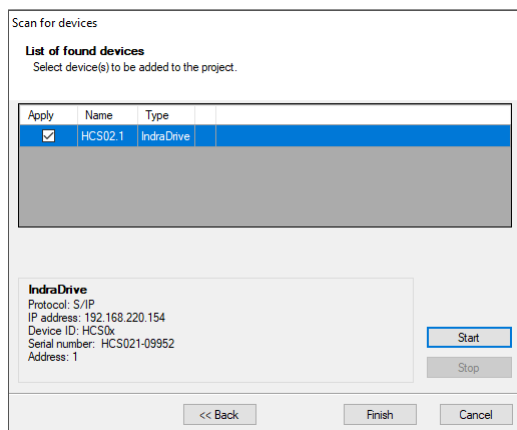 Scan for devices
List of found devices
Select device(s) to be added to the project.
Apply Name Type
HCS02.1 IndraDrive
IndraDrive
Protocol: S/IP
IP address: 192.168.220.154
Device ID: HCS0x
Serial number: HCS021-09952
Address: 1
Start
Stop
<< Back Finish Cancel